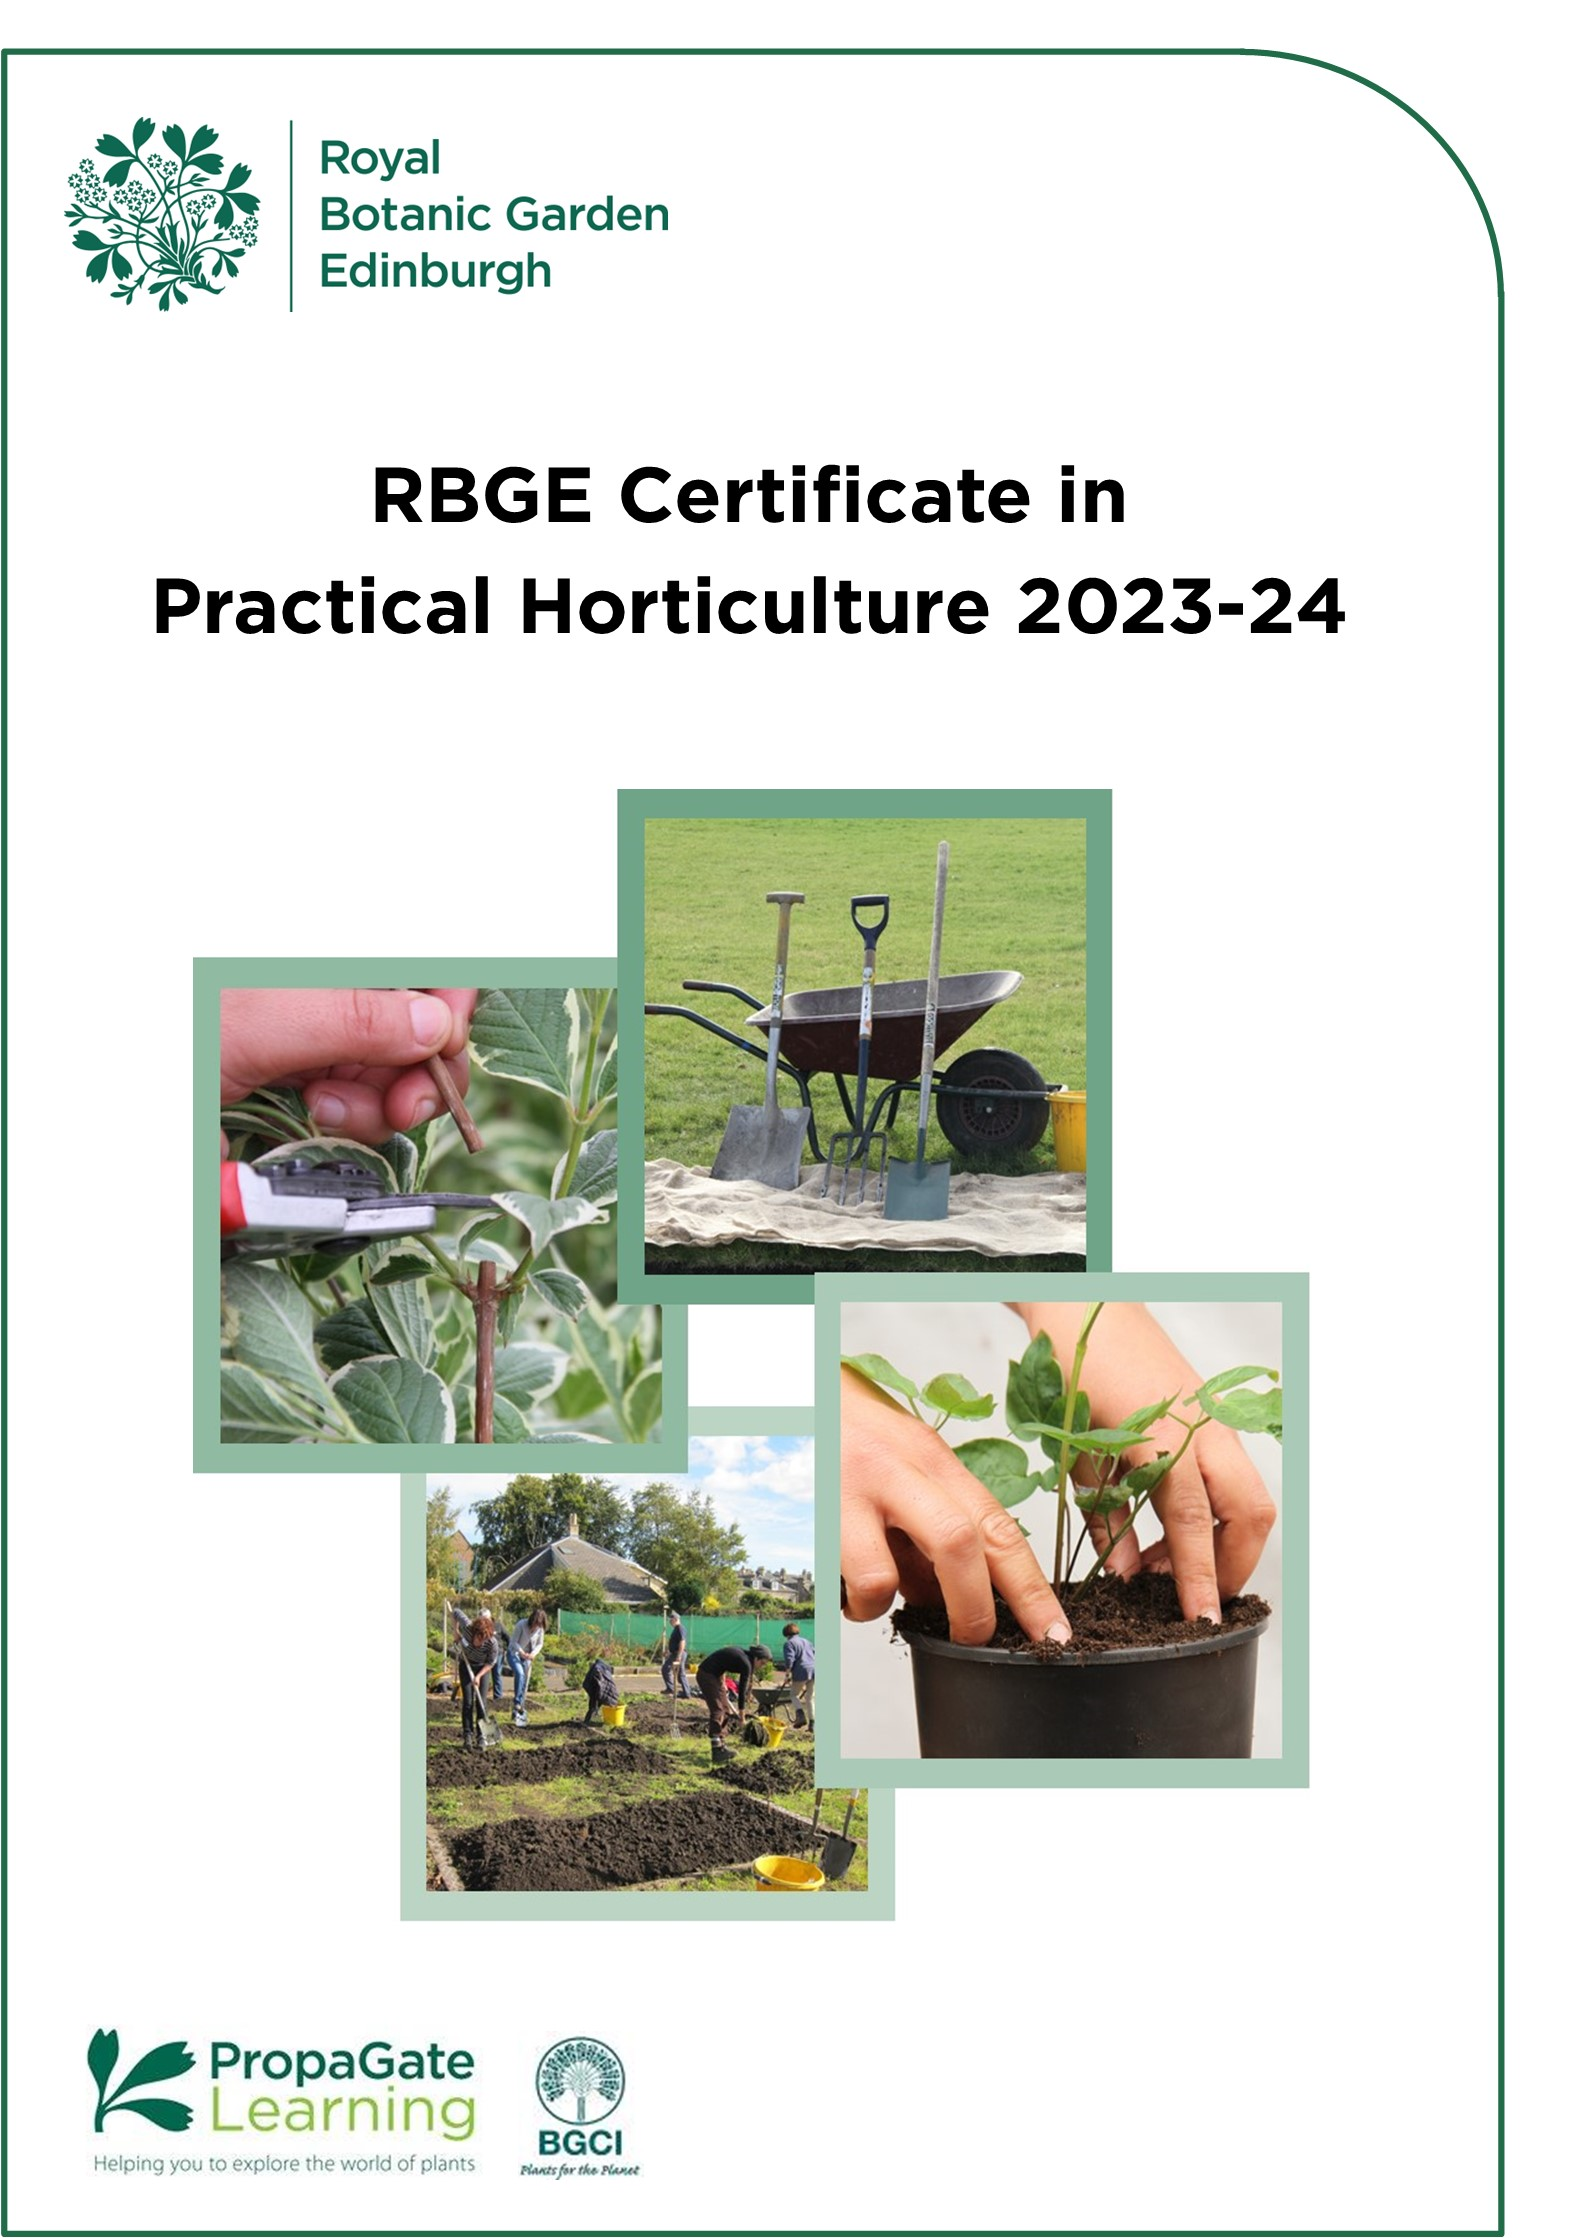 Royal
Botanic Garden
Edinburgh
RBGE Certificate in
Practical Horticulture 2023-24
PropaGate
Learning
Helping you to explore the world of plants
BGCI
Plants for the Planet